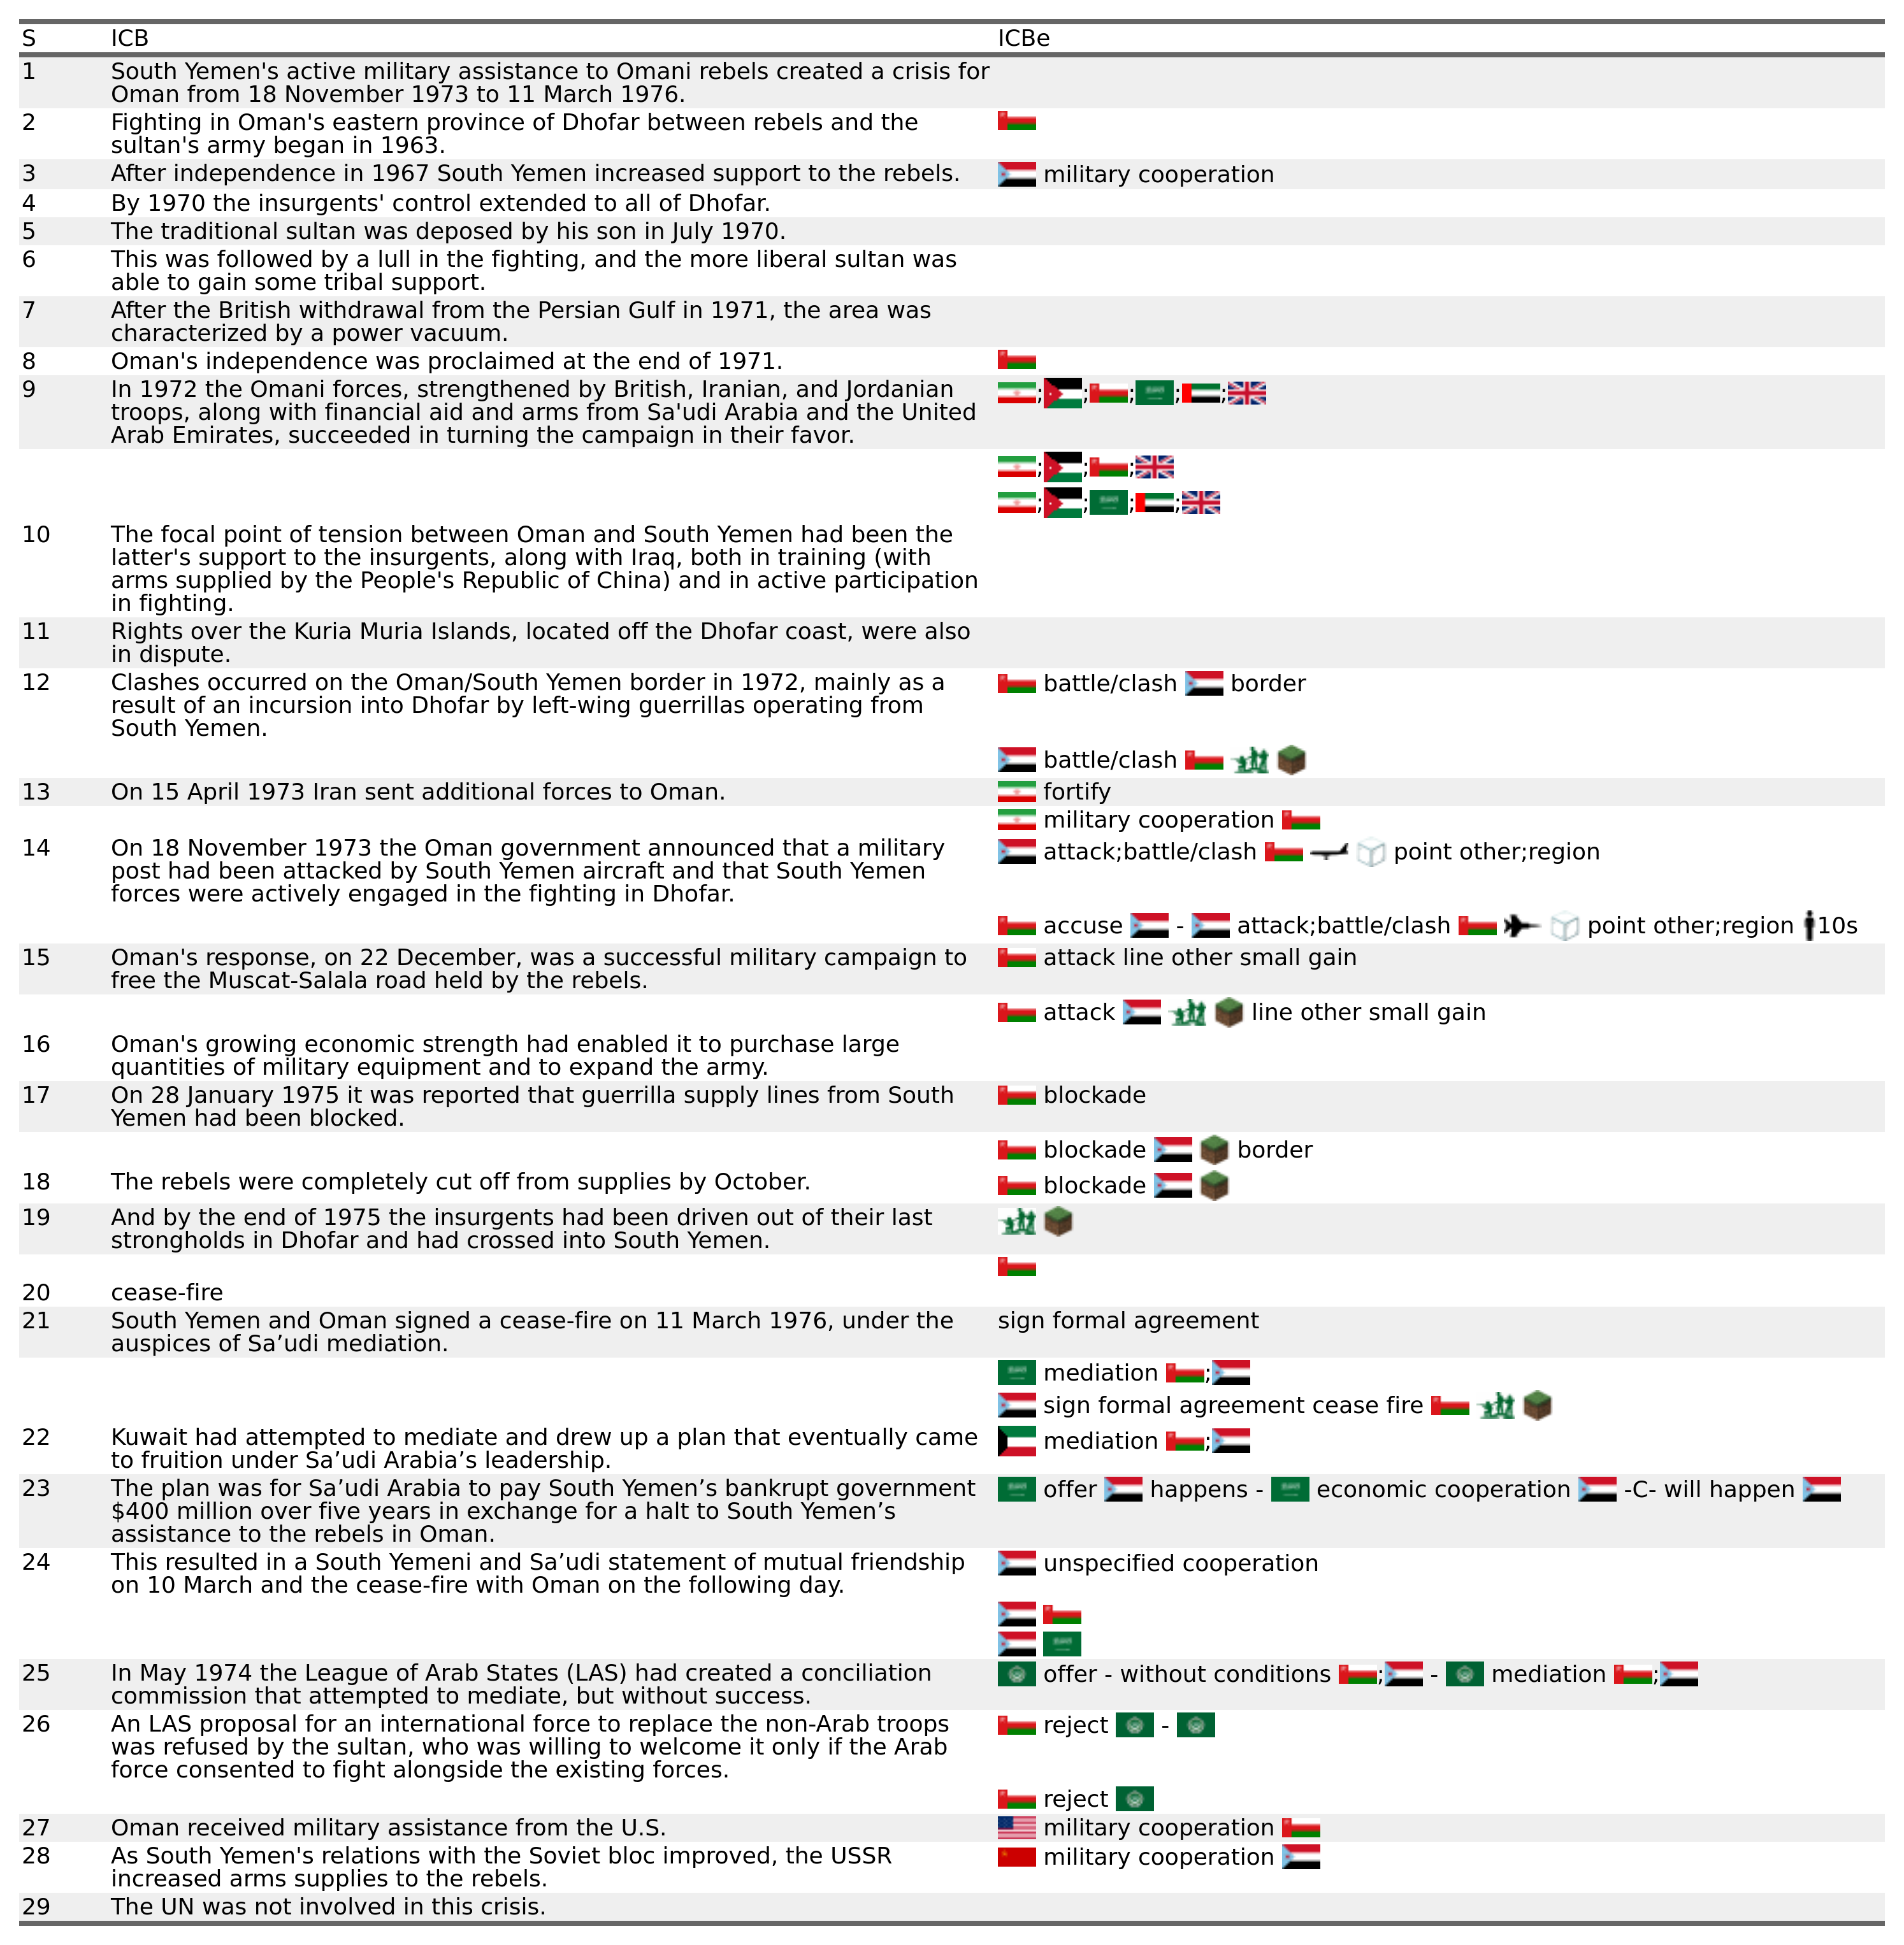 S ICB ICBe
1 South Yemen's active military assistance to Omani rebels created a crisis for
Oman from 18 November 1973 to 11 March 1976.
2 Fighting in Oman's eastern province of Dhofar between rebels and the
sultan's army began in 1963.
3 After independence in 1967 South Yemen increased support to the rebels. military cooperation
4 By 1970 the insurgents' control extended to all of Dhofar.
5 The traditional sultan was deposed by his son in July 1970.
6 This was followed by a lull in the fighting, and the more liberal sultan was
able to gain some tribal support.
7 After the British withdrawal from the Persian Gulf in 1971, the area was
characterized by a power vacuum.
8 Oman's independence was proclaimed at the end of 1971.
9 In 1972 the Omani forces, strengthened by British, Iranian, and Jordanian ; ; ; ; ;
troops, along with financial aid and arms from Sa'udi Arabia and the United
Arab Emirates, succeeded in turning the campaign in their favor.
; ; ;
; ; ; ;
10 The focal point of tension between Oman and South Yemen had been the
latter's support to the insurgents, along with Iraq, both in training (with
arms supplied by the People's Republic of China) and in active participation
in fighting.
11 Rights over the Kuria Muria Islands, located off the Dhofar coast, were also
in dispute.
12 Clashes occurred on the Oman/South Yemen border in 1972, mainly as a battle/clash border
result of an incursion into Dhofar by left-wing guerrillas operating from
South Yemen.
battle/clash
13 On 15 April 1973 Iran sent additional forces to Oman. fortify
military cooperation
14 On 18 November 1973 the Oman government announced that a military attack;battle/clash point other;region
post had been attacked by South Yemen aircraft and that South Yemen
forces were actively engaged in the fighting in Dhofar.
accuse - attack;battle/clash point other;region 10s
15 Oman's response, on 22 December, was a successful military campaign to attack line other small gain
free the Muscat-Salala road held by the rebels.
attack line other small gain
16 Oman's growing economic strength had enabled it to purchase large
quantities of military equipment and to expand the army.
17 On 28 January 1975 it was reported that guerrilla supply lines from South blockade
Yemen had been blocked.
blockade border
18 The rebels were completely cut off from supplies by October. blockade
19 And by the end of 1975 the insurgents had been driven out of their last
strongholds in Dhofar and had crossed into South Yemen.
20 cease-fire
21 South Yemen and Oman signed a cease-fire on 11 March 1976, under the sign formal agreement
auspices of Sa’udi mediation.
mediation ;
sign formal agreement cease fire
22 Kuwait had attempted to mediate and drew up a plan that eventually came mediation ;
to fruition under Sa’udi Arabia’s leadership.
23 The plan was for Sa’udi Arabia to pay South Yemen’s bankrupt government offer happens - economic cooperation -C- will happen
$400 million over five years in exchange for a halt to South Yemen’s
assistance to the rebels in Oman.
24 This resulted in a South Yemeni and Sa’udi statement of mutual friendship unspecified cooperation
on 10 March and the cease-fire with Oman on the following day.
25 In May 1974 the League of Arab States (LAS) had created a conciliation offer - without conditions ; - mediation ;
commission that attempted to mediate, but without success.
26 An LAS proposal for an international force to replace the non-Arab troops reject -
was refused by the sultan, who was willing to welcome it only if the Arab
force consented to fight alongside the existing forces.
reject
27 Oman received military assistance from the U.S. military cooperation
28 As South Yemen's relations with the Soviet bloc improved, the USSR military cooperation
increased arms supplies to the rebels.
29 The UN was not involved in this crisis.